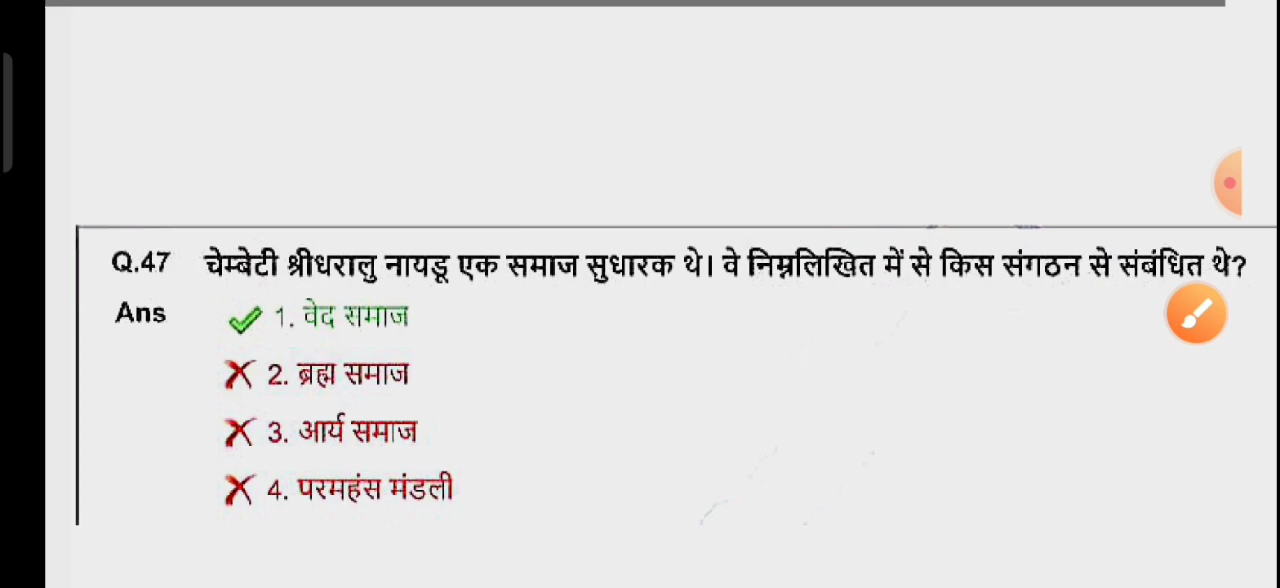 Q.47 चेम्बेटी श्रीधरालु नायडू एक समाज सुधारक थे। वे निम्नलिखित में से किस संगठन से संबंधित थे?
Ans 1. वेद समाज
2. ब्रह्म समाज
3. आर्य समाज
4. परमहंस मंडली